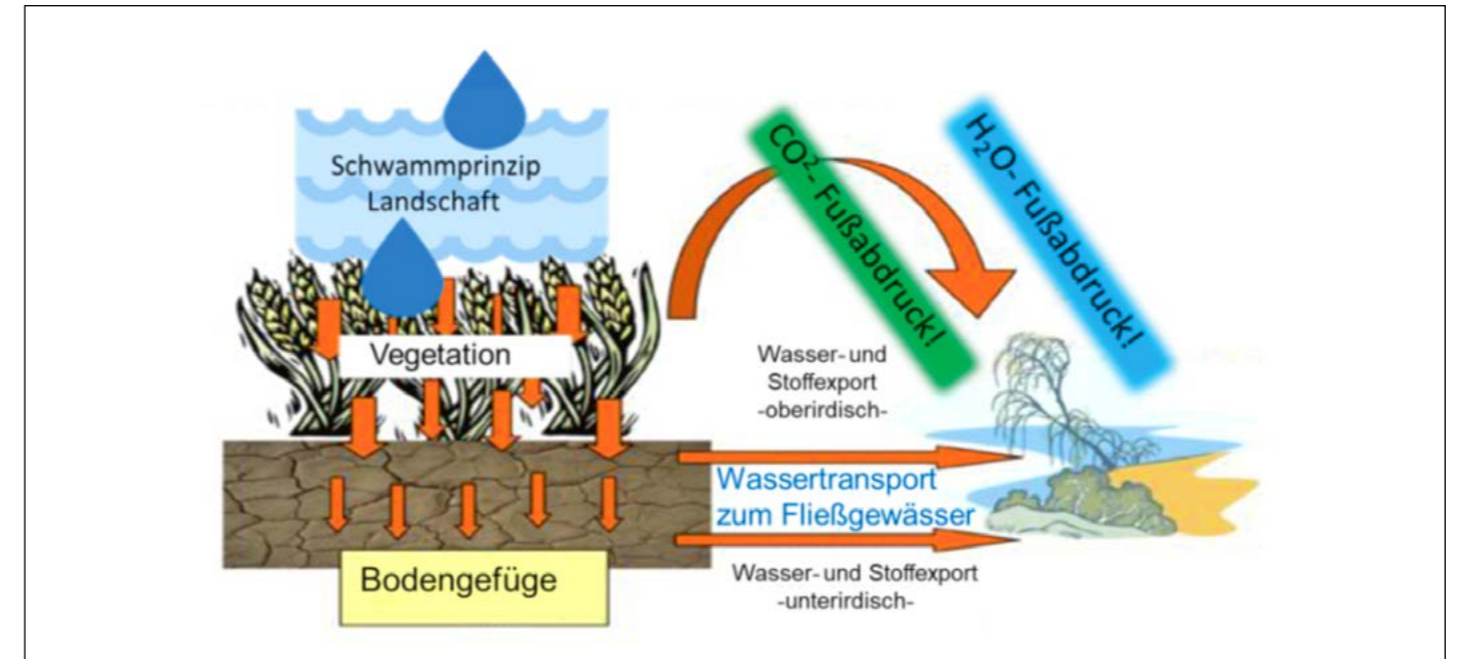 Schwammprinzip
Landschaft
Vegetation
Bodengefüge
CO²- Fußabdruck!
H₂O- Fußabdruck!
Wasser- und
Stoffexport
-oberirdisch-
Wassertransport
zum Fließgewässer
Wasser- und Stoffexport
-unterirdisch-